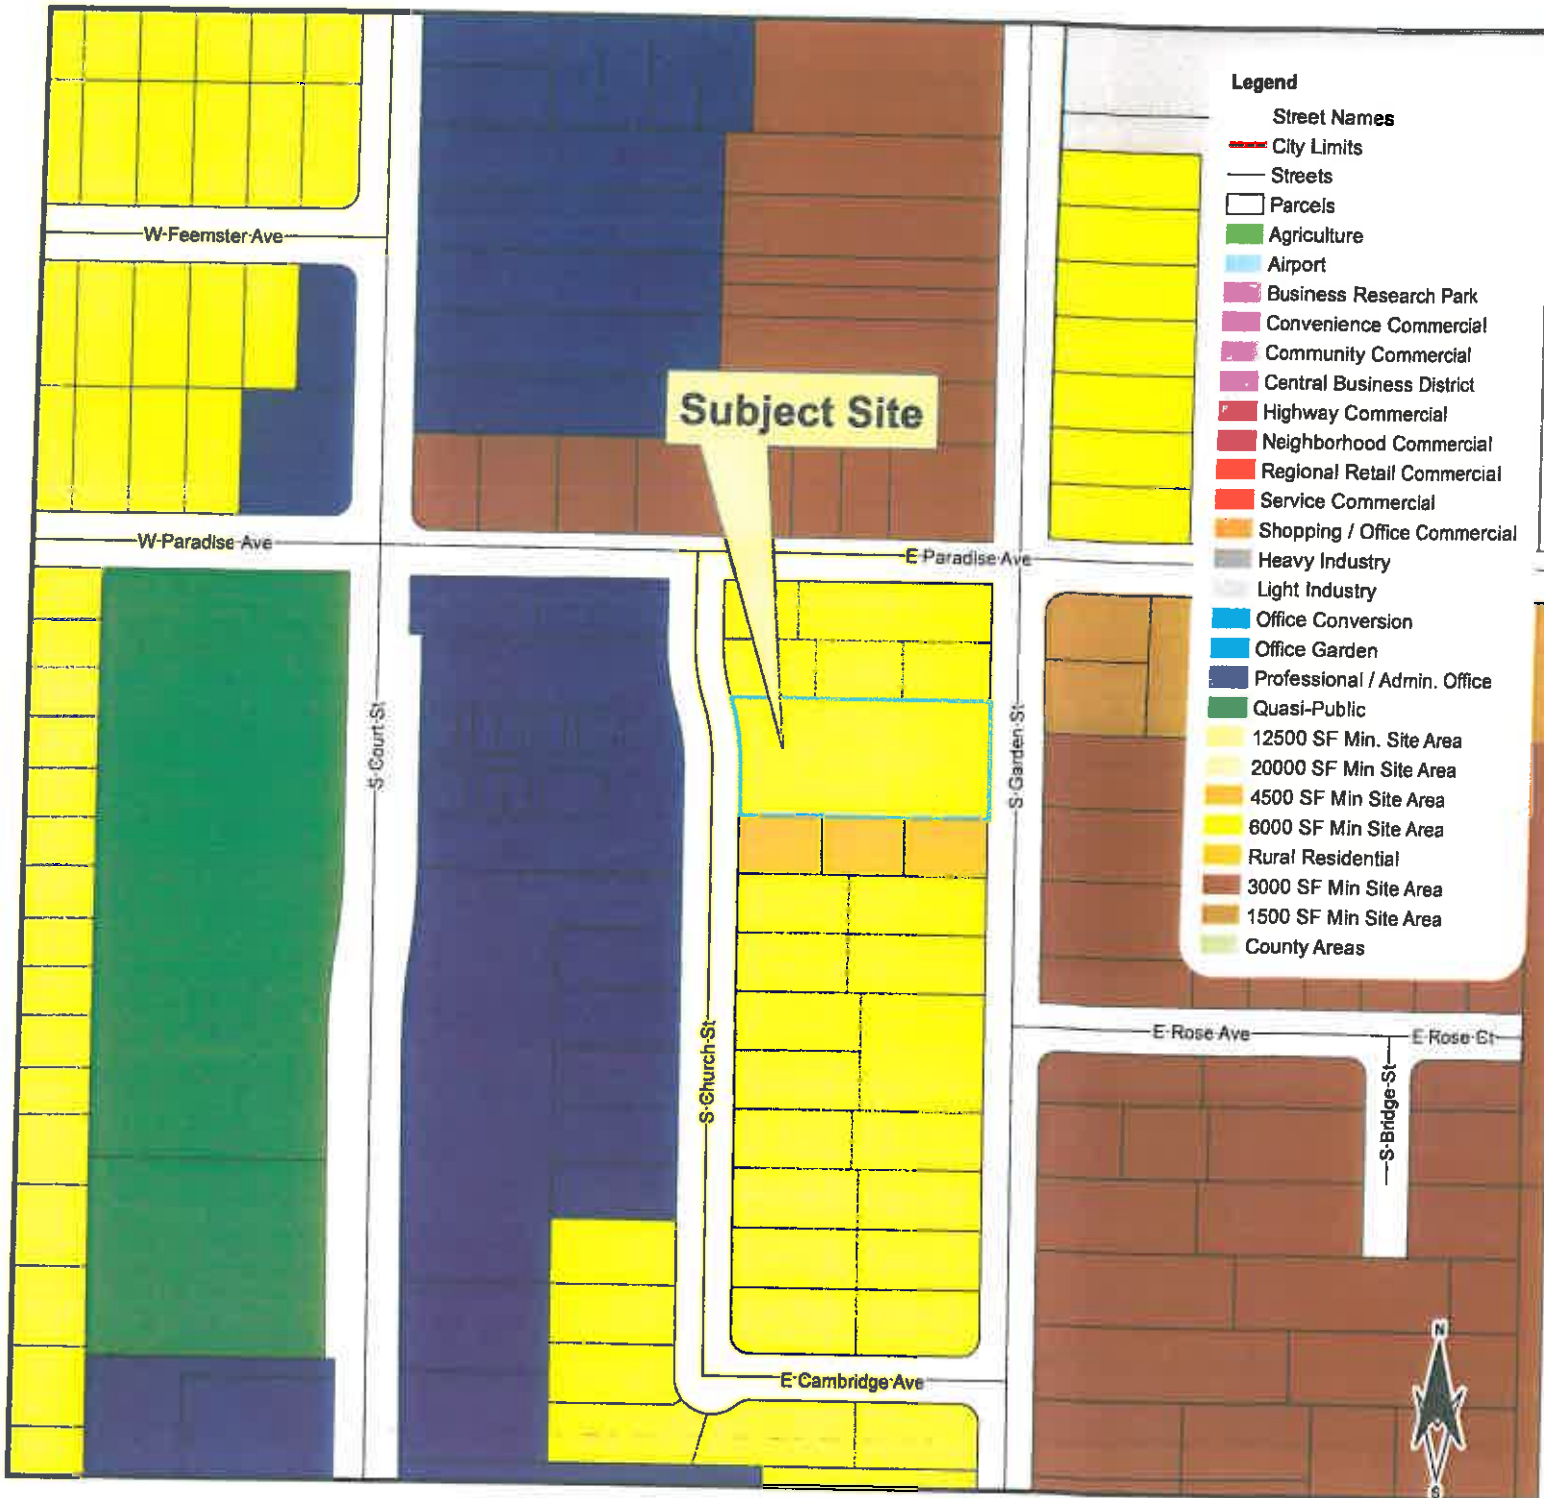 Legend
Street Names
City Limits
Streets
Parcels
Agriculture
Airport
Business Research Park
Convenience Commercial
Community Commercial
Central Business District
Highway Commercial
Neighborhood Commercial
Regional Retail Commercial
Service Commercial
Shopping / Office Commercial
Heavy Industry
Light Industry
Office Conversion
Office Garden
Professional / Admin. Office
Quasi-Public
12500 SF Min. Site Area
20000 SF Min Site Area
4500 SF Min Site Area
6000 SF Min Site Area
Rural Residential
3000 SF Min Site Area
1500 SF Min Site Area
County Areas
W Feemster Ave
Subject Site
W Paradise Ave
E Paradise Ave
S Court St
S Garden St
S Church St
E Rose Ave
E Rose Ct
S Bridge St
E Cambridge Ave
N
S